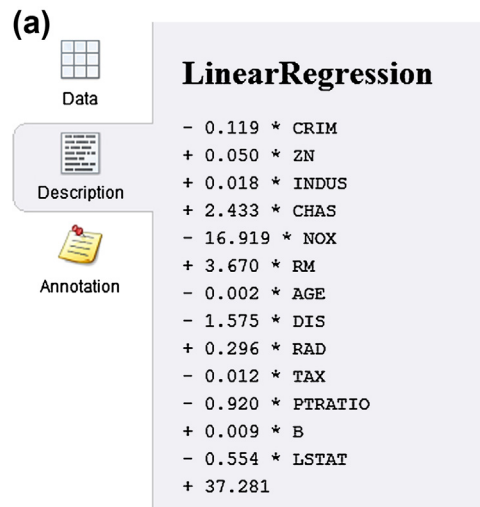 (a)
Data
Description
Annotation
LinearRegression
- 0.119 * CRIM
+ 0.050 * ZN
+ 0.018 * INDUS
+ 2.433 * CHAS
- 16.919 * NOX
+ 3.670 * RM
- 0.002 * AGE
- 1.575 * DIS
+ 0.296 * RAD
- 0.012 * TAX
- 0.920 * PTRATIO
+ 0.009 * B
- 0.554 * LSTAT
+ 37.281